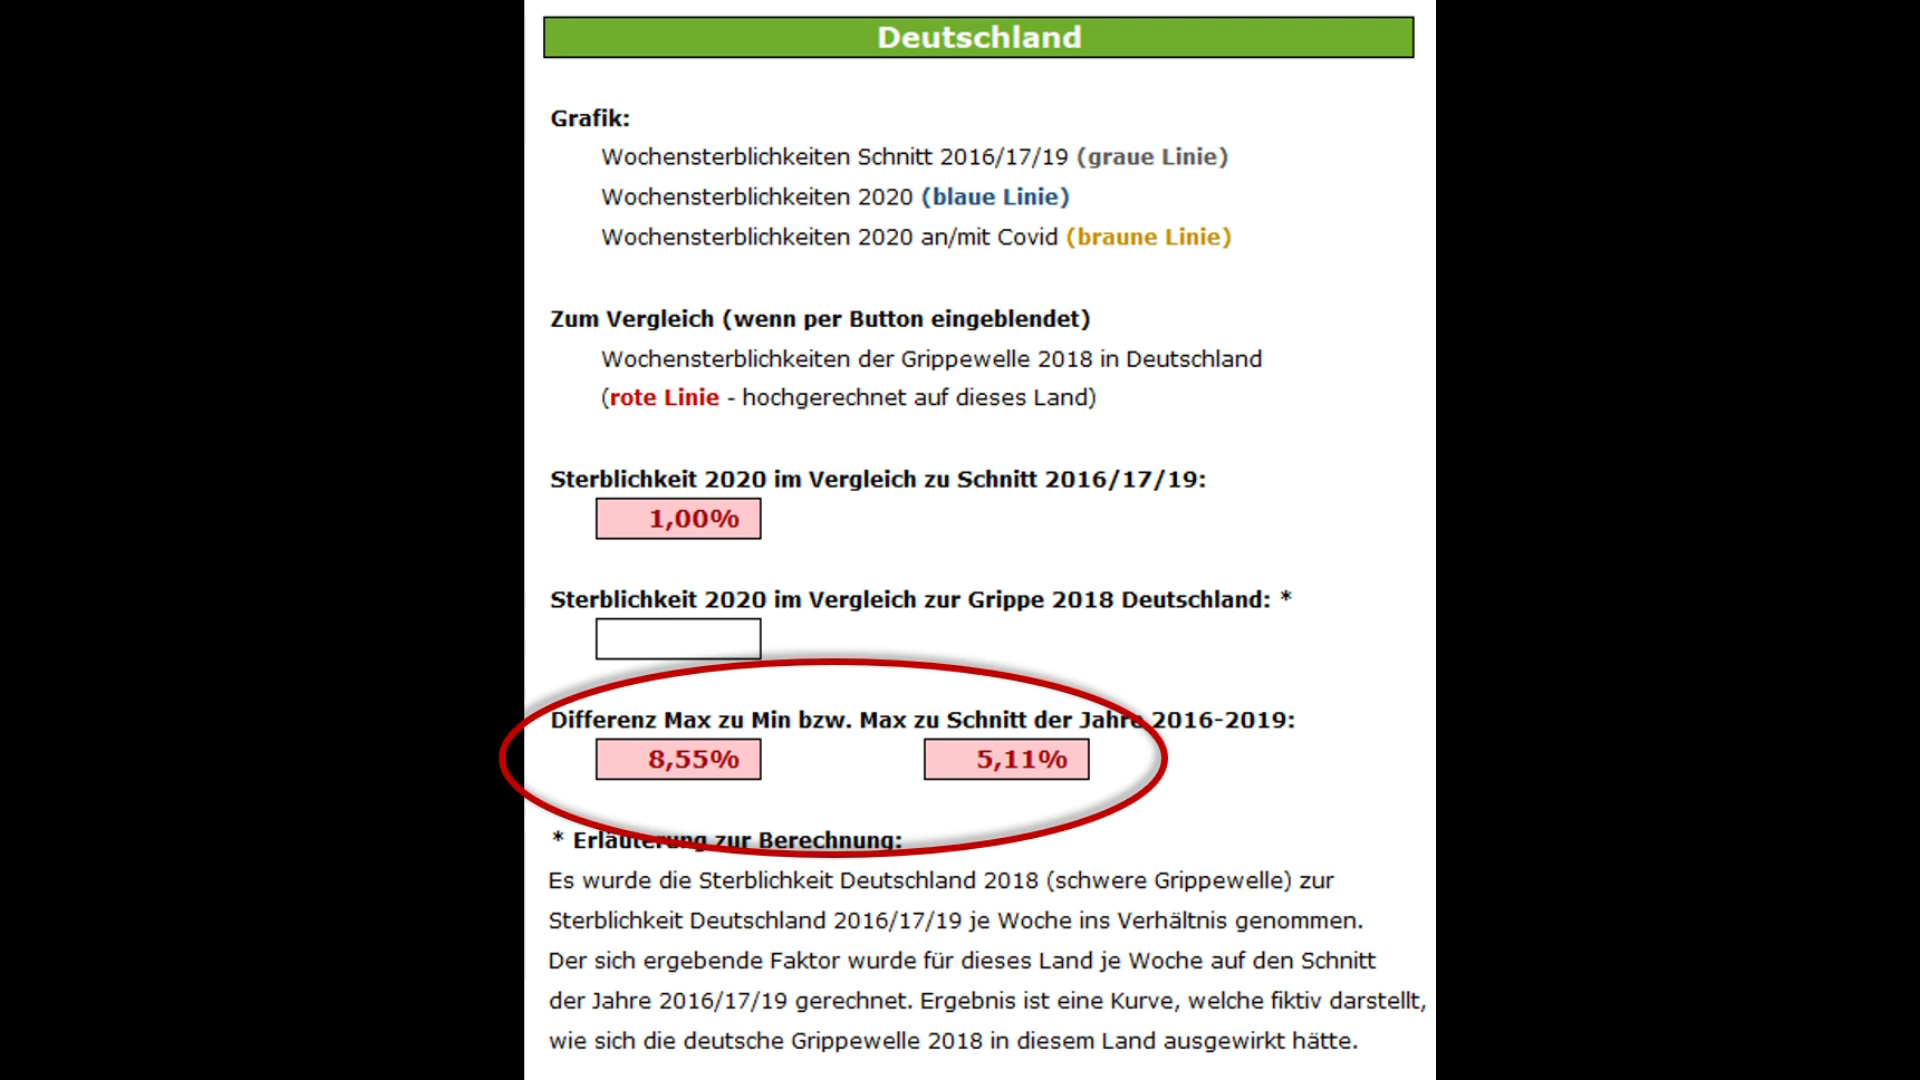 Deutschland
Grafik:
Wochensterblichkeiten Schnitt 2016/17/19 (graue Linie)
Wochensterblichkeiten 2020 (blaue Linie)
Wochensterblichkeiten 2020 an/mit Covid (braune Linie)
Zum Vergleich (wenn per Button eingeblendet)
Wochensterblichkeiten der Grippewelle 2018 in Deutschland
(rote Linie - hochgerechnet auf dieses Land)
Sterblichkeit 2020 im Vergleich zu Schnitt 2016/17/19:
1,00%
Sterblichkeit 2020 im Vergleich zur Grippe 2018 Deutschland: *
Differenz Max zu Min bzw. Max zu Schnitt der Jahre 2016-2019:
8,55% 5,11%
* Erläuterung zur Berechnung:
Es wurde die Sterblichkeit Deutschland 2018 (schwere Grippewelle) zur
Sterblichkeit Deutschland 2016/17/19 je Woche ins Verhältnis genommen.
Der sich ergebende Faktor wurde für dieses Land je Woche auf den Schnitt
der Jahre 2016/17/19 gerechnet. Ergebnis ist eine Kurve, welche fiktiv darstellt,
wie sich die deutsche Grippewelle 2018 in diesem Land ausgewirkt hätte.